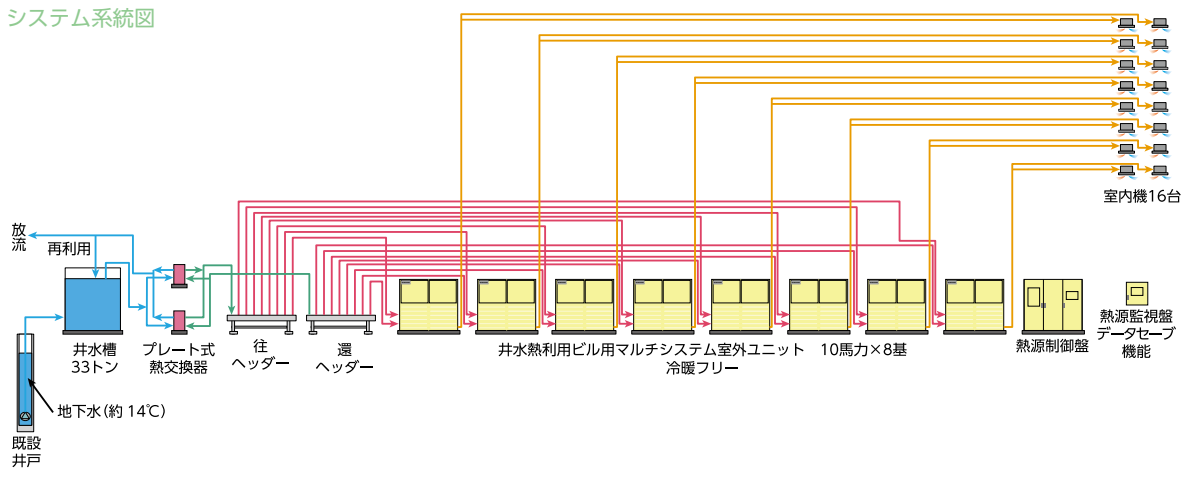 システム系統図
室内機16台
放
流
再利用
井水槽
33トン
プレート式
熱交換器
往
ヘッダー
還
ヘッダー
井水熱利用ビル用マルチシステム室外ユニット 10馬力×8基
冷暖フリー
熱源制御盤
熱源監視盤
データセーブ
機能
地下水(約 14℃)
既設
井戸